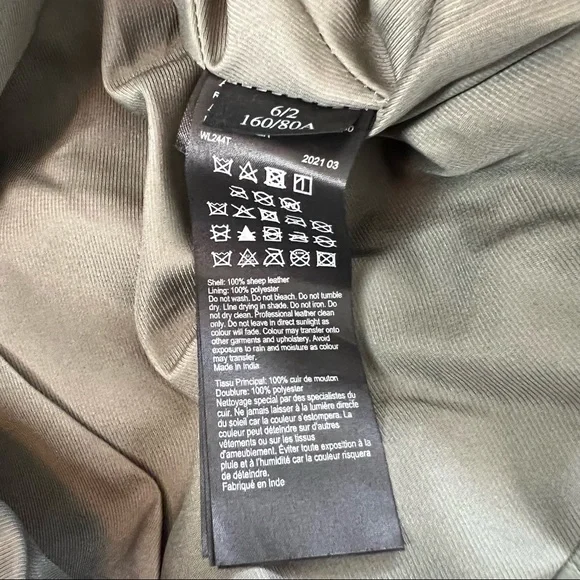 6/2
160/80A
WL244T
2021 03
Shell: 100% sheep leather
Lining: 100% polyester
Do not wash. Do not bleach. Do not tumble
dry. Line drying in shade. Do not iron. Do
not dry clean. Professional leather clean
only. Do not leave in direct sunlight as
colour will fade. Colour may transfer onto
other garments and upholstery. Avoid
exposure to rain and moisture as colour
may transfer.
Made in India
Tissu Principal: 100% cuir de mouton
Doublure: 100% polyester
Nettoyage special par des specialistes du
cuir. Ne jamais laisser à la lumière directe
du soleil car la couleur s'estompera. La
couleur peut déteindre sur d'autres
vêtements ou sur les tissus
d'ameublement. Éviter toute exposition à la
pluie et à l'humidité car la couleur risquera
de déteindre.
Fabriqué en Inde